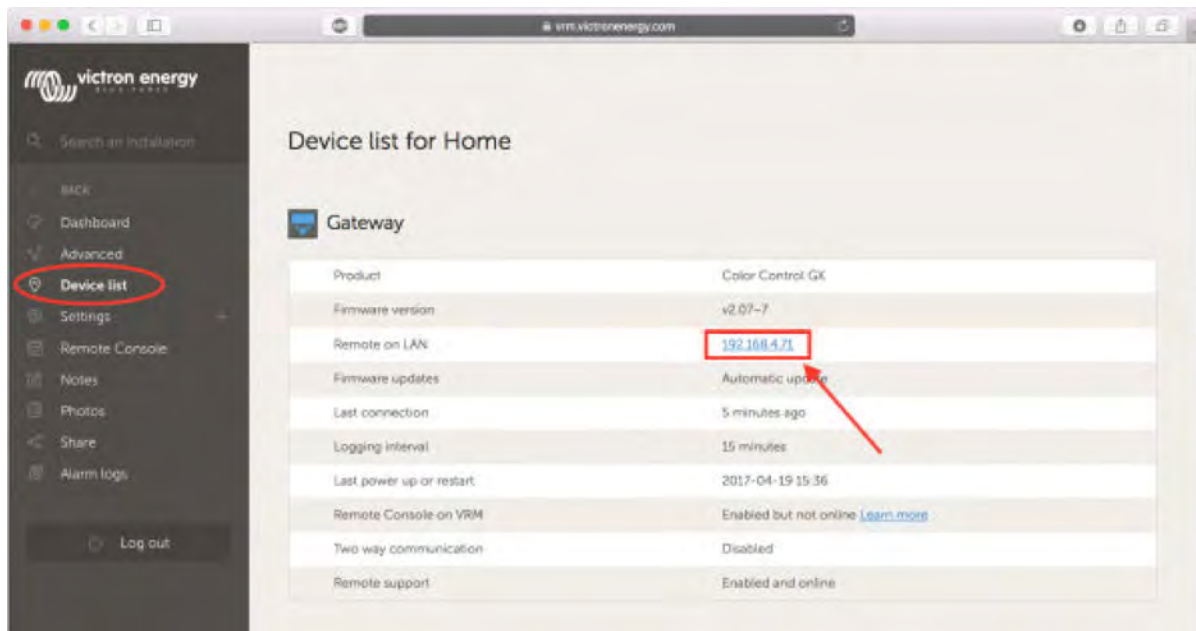 vrm.victronenergy.com
victron energy
BLUE POWER
Search an installation
BACK
Dashboard
Advanced
Device list
Settings
Remote Console
Notes
Photos
Share
Alarm logs
Log out
Device list for Home
Gateway
Product Color Control GX
Firmware version v2.07-7
Remote on LAN 192.168.4.71
Firmware updates Automatic update
Last connection 5 minutes ago
Logging interval 15 minutes
Last power up or restart 2017-04-19 15:36
Remote Console on VRM Enabled but not online Learn more
Two way communication Disabled
Remote support Enabled and online